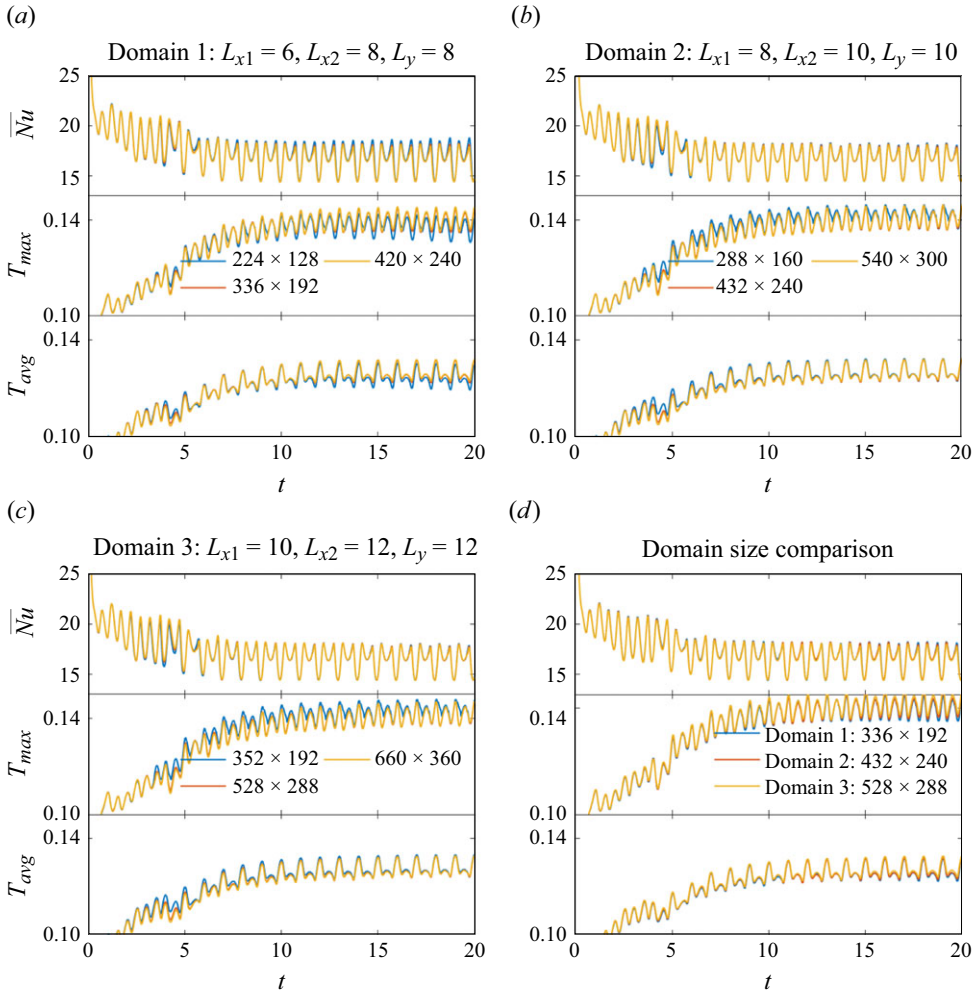 (a)
Domain 1: Lx1 = 6, Lx2 = 8, Ly = 8
25
20
15
Nu
0.14
0.10
Tmax
224 × 128
420 × 240
336 × 192
0.14
0.10
Tavg
0 5 10 15 20
t
(b)
Domain 2: Lx1 = 8, Lx2 = 10, Ly = 10
25
20
15
Nu
0.14
0.10
Tmax
288 × 160
540 × 300
432 × 240
0.14
0.10
Tavg
0 5 10 15 20
t
(c)
Domain 3: Lx1 = 10, Lx2 = 12, Ly = 12
25
20
15
Nu
0.14
0.10
Tmax
352 × 192
660 × 360
528 × 288
0.14
0.10
Tavg
0 5 10 15 20
t
(d)
Domain size comparison
25
20
15
Nu
0.14
0.10
Tmax
Domain 1: 336 × 192
Domain 2: 432 × 240
Domain 3: 528 × 288
0.14
0.10
Tavg
0 5 10 15 20
t